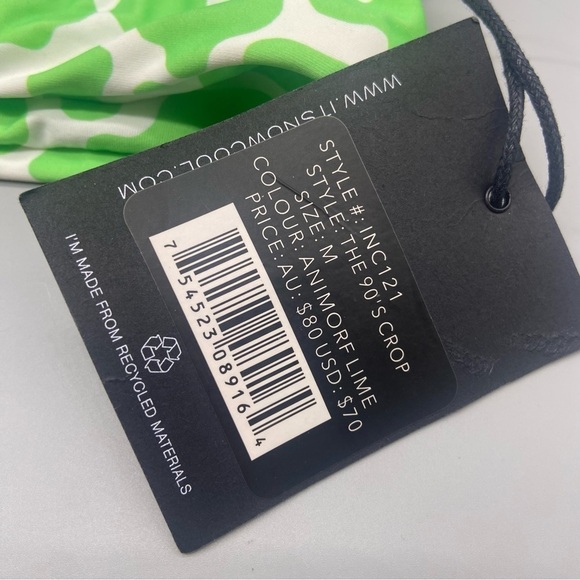 WWW.ITSNOWCOOL.COM
STYLE #: INC121
STYLE: THE 90'S CROP
SIZE: M
COLOUR: ANIMORF LIME
PRICE: AU: $80 USD: $70
7 54523 08916 4
I'M MADE FROM RECYCLED MATERIALS